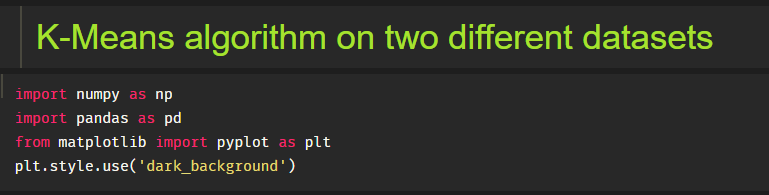 K-Means algorithm on two different datasets
import numpy as np
import pandas as pd
from matplotlib import pyplot as plt
plt.style.use('dark_background')